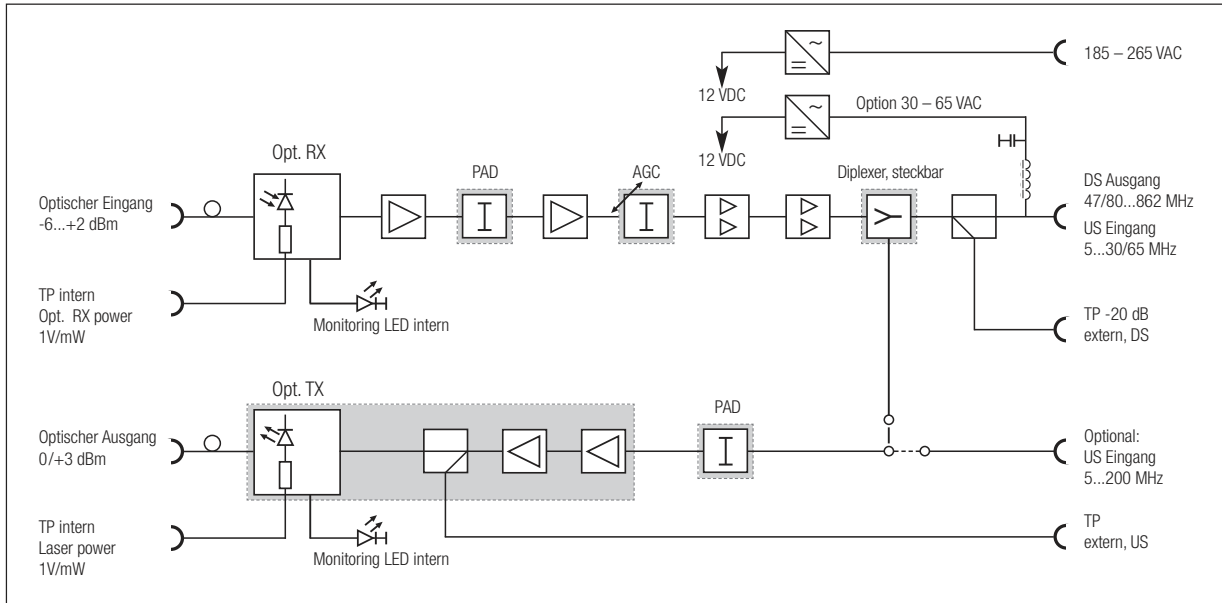 185 – 265 VAC
12 VDC
Option 30 – 65 VAC
12 VDC
Opt. RX
PAD
AGC
Diplexer, steckbar
Optischer Eingang
-6...+2 dBm
DS Ausgang
47/80...862 MHz
US Eingang
5...30/65 MHz
TP intern
Opt. RX power
1V/mW
Monitoring LED intern
TP -20 dB
extern, DS
Opt. TX
PAD
Optischer Ausgang
0/+3 dBm
Optional:
US Eingang
5...200 MHz
TP intern
Laser power
1V/mW
Monitoring LED intern
TP
extern, US